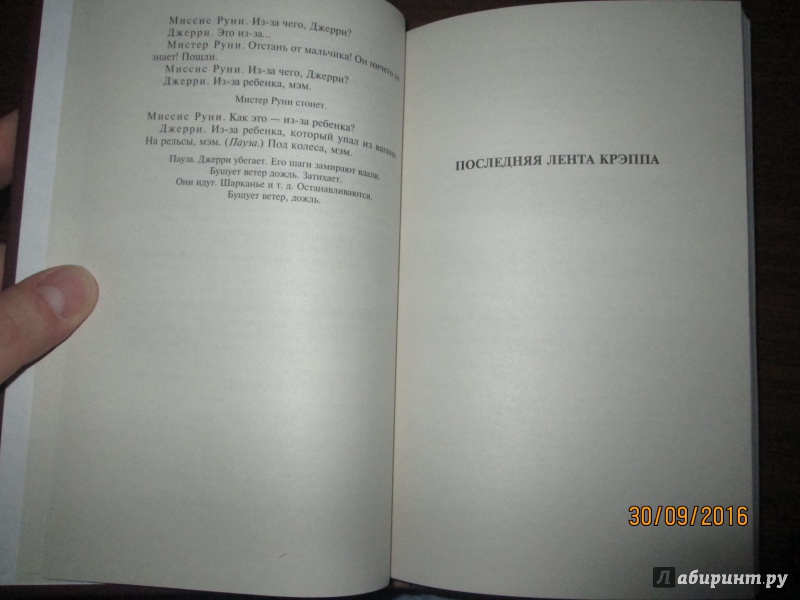 Миссис Руни. Из-за чего, Джерри?
Джерри. Это из-за...
Мистер Руни. Отстань от мальчика! Он ничего не
знает! Пошли.
Миссис Руни. Из-за чего, Джерри?
Джерри. Из-за ребенка, мэм.
Мистер Руни стонет.
Миссис Руни. Как это — из-за ребенка?
Джерри. Из-за ребенка, который упал из вагона.
На рельсы, мэм. (Пауза.) Под колеса, мэм.
Пауза. Джерри убегает. Его шаги замирают вдали.
Бушует ветер дождь. Затихает.
Они идут. Шарканье и т. д. Останавливаются.
Бушует ветер, дождь.
ПОСЛЕДНЯЯ ЛЕНТА КРЭППА
30/09/2016
Лабиринт.ру